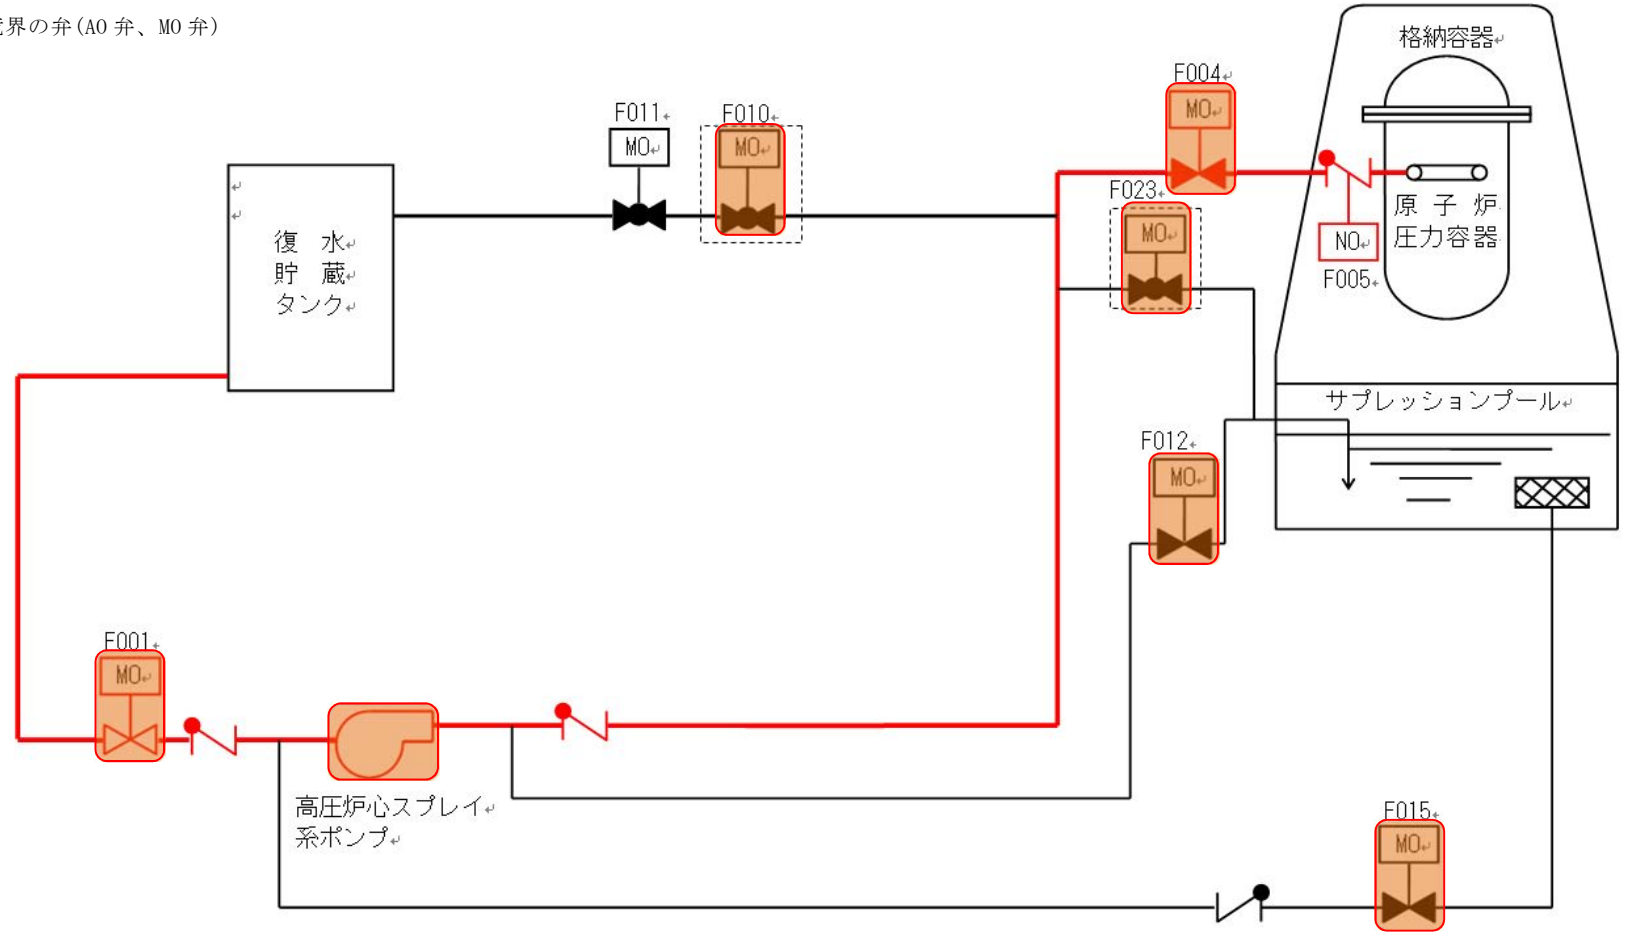 界の弁(AO弁、MO弁)
格納容器
F004
MO
F011
MO
F010
MO
F023
MO
原子炉
圧力容器
NO
F005
復水
貯蔵
タンク
サプレッションプール
F012
MO
F001
MO
高圧炉心スプレイ
系ポンプ
F015
MO